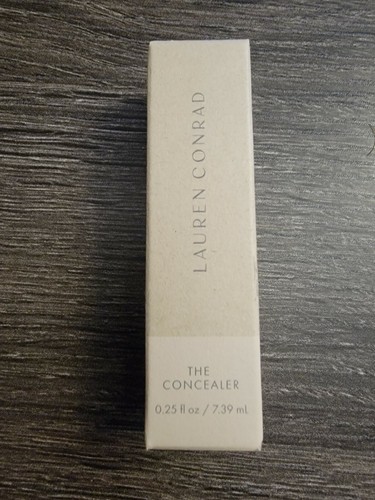 LAUREN CONRAD
THE
CONCEALER
0.25 fl oz / 7.39 mL